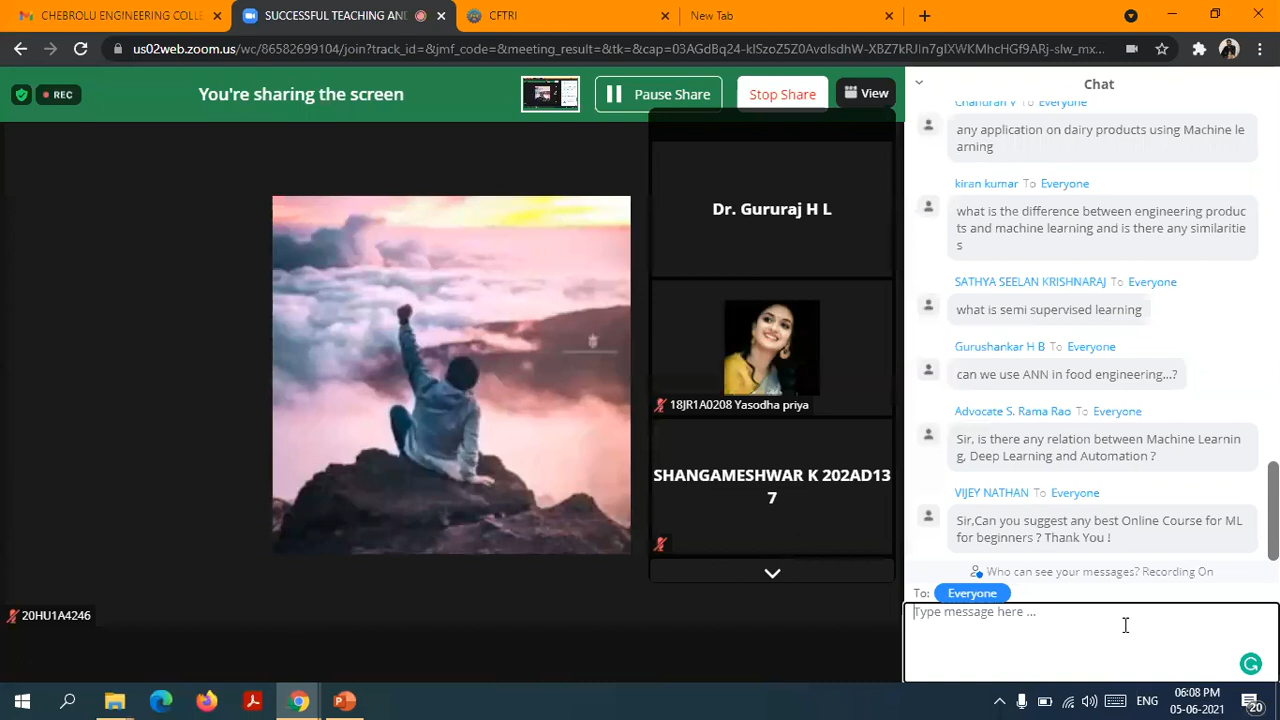 CHEBROLU ENGINEERING COLLE
SUCCESSFUL TEACHING AND
CFTRI
New Tab
us02web.zoom.us/wc/86582699104/join?track_id=&jmf_code=&meeting_result=&tk=&cap=03AGdBq24-
REC
You're sharing the screen
Pause Share
Stop Share
View
Dr. Gururaj H L
18JR1A0208 Yasodha priya
SHANGAMESHWAR K 202AD13
7
20HU1A4246
Chat
To Everyone
any application on dairy products using Machine le
arning
kiran kumar To Everyone
what is the difference between engineering produc
ts and machine learning and is there any similaritie
s
SATHYA SEELAN KRISHNARAJ To Everyone
what is semi supervised learning
Gurushankar H B To Everyone
can we use ANN in food engineering...?
Advocate S. Rama Rao To Everyone
Sir, is there any relation between Machine Learnin
g, Deep Learning and Automation ?
VIJEY NATHAN To Everyone
Sir,Can you suggest any best Online Course for ML
for beginners ? Thank You !
Who can see your messages? Recording On
To: Everyone
Type message here ...
ENG
06:08 PM
05-06-2021
20